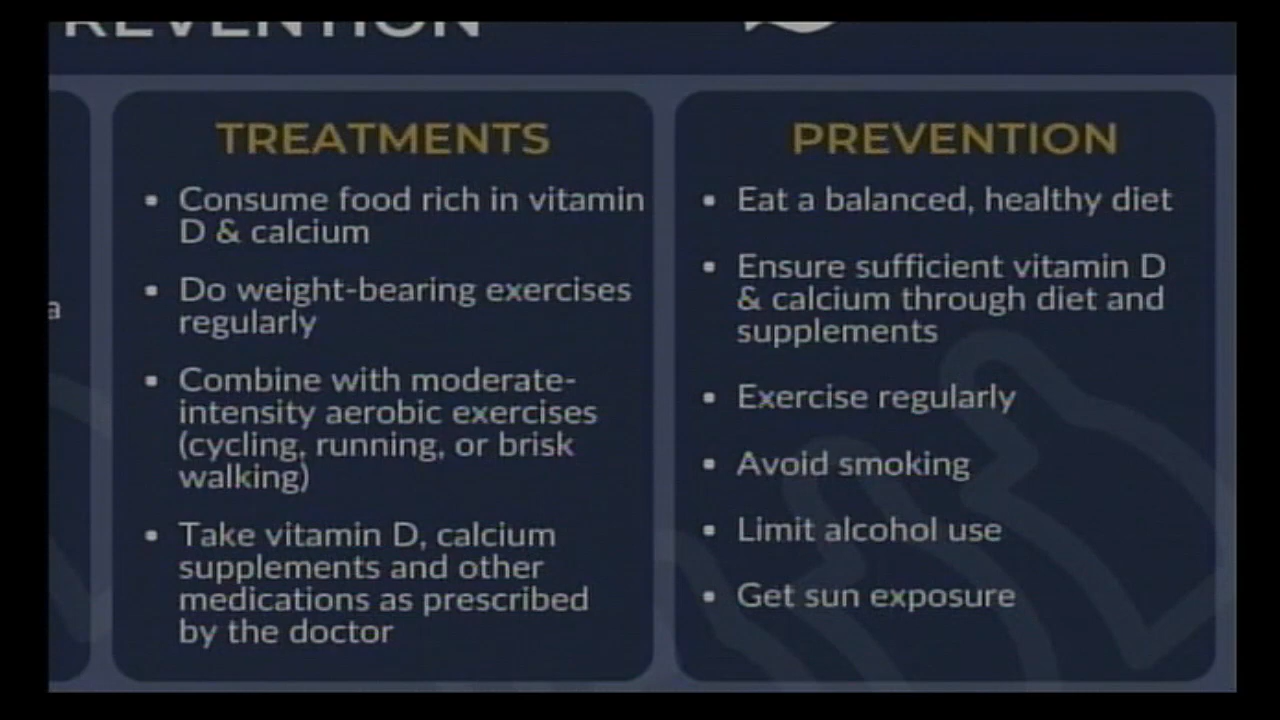 REVENTION
a
TREATMENTS
• Consume food rich in vitamin
D & calcium
• Do weight-bearing exercises
regularly
• Combine with moderate-
intensity aerobic exercises
(cycling, running, or brisk
walking)
• Take vitamin D, calcium
supplements and other
medications as prescribed
by the doctor
PREVENTION
• Eat a balanced, healthy diet
• Ensure sufficient vitamin D
& calcium through diet and
supplements
• Exercise regularly
• Avoid smoking
• Limit alcohol use
• Get sun exposure